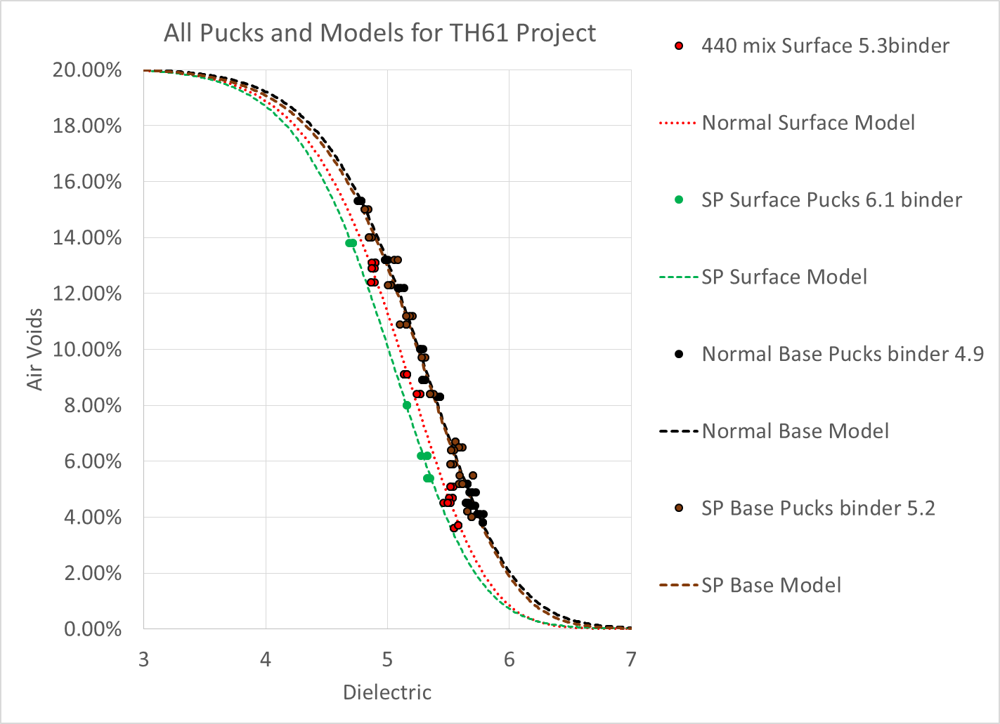 All Pucks and Models for TH61 Project
20.00%
18.00%
16.00%
14.00%
12.00%
10.00%
8.00%
6.00%
4.00%
2.00%
0.00%
Air Voids
3 4 5 6 7
Dielectric
440 mix Surface 5.3binder
Normal Surface Model
SP Surface Pucks 6.1 binder
SP Surface Model
Normal Base Pucks binder 4.9
Normal Base Model
SP Base Pucks binder 5.2
SP Base Model